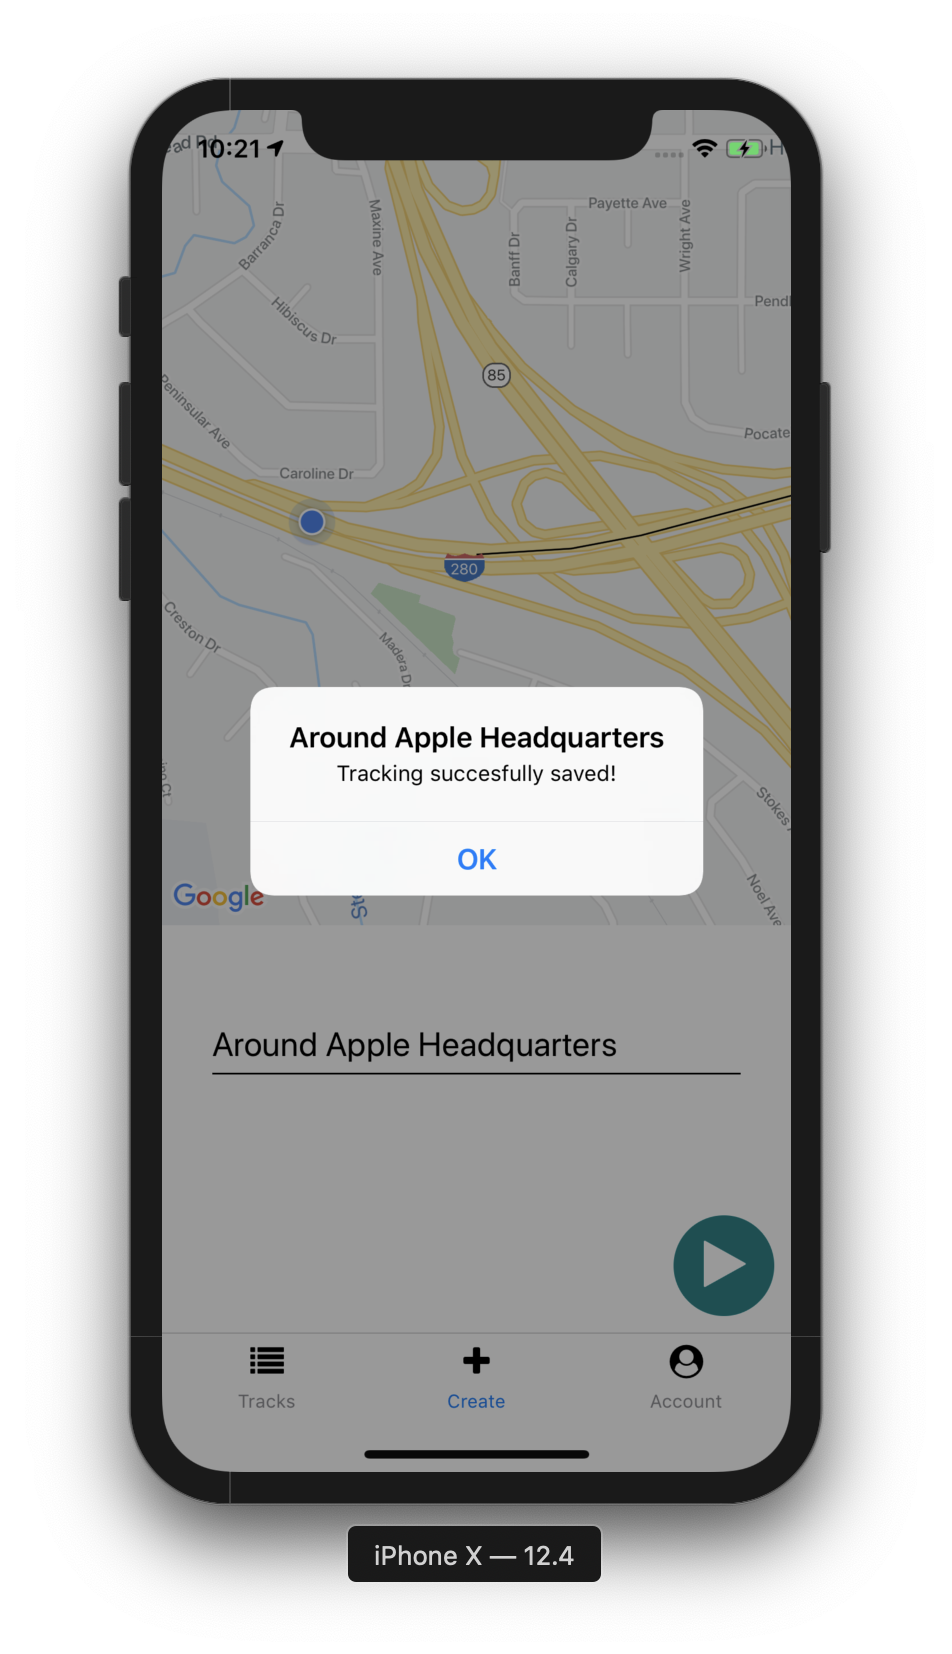 10:21
Barranca Dr
Maxine Ave
Payette Ave
Banff Dr
Calgary Dr
Wright Ave
Hibiscus Dr
85
Peninsular Ave
Caroline Dr
280
Creston Dr
Madera Dr
Stokes
Noel Ave
Around Apple Headquarters
Tracking succesfully saved!
OK
Google
Around Apple Headquarters
Tracks
Create
Account
iPhone X — 12.4